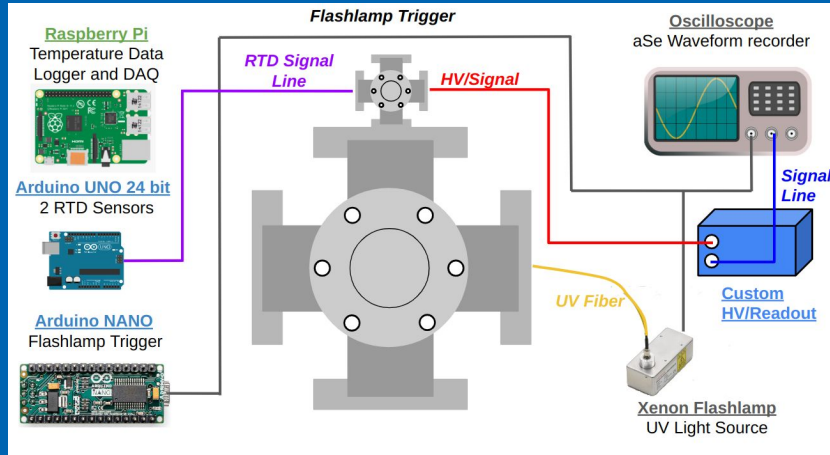 Flashlamp Trigger
Raspberry Pi
Temperature Data
Logger and DAQ
RTD Signal
Line
HV/Signal
Oscilloscope
aSe Waveform recorder
Arduino UNO 24 bit
2 RTD Sensors
Signal
Line
UV Fiber
Custom
HV/Readout
Arduino NANO
Flashlamp Trigger
Xenon Flashlamp
UV Light Source